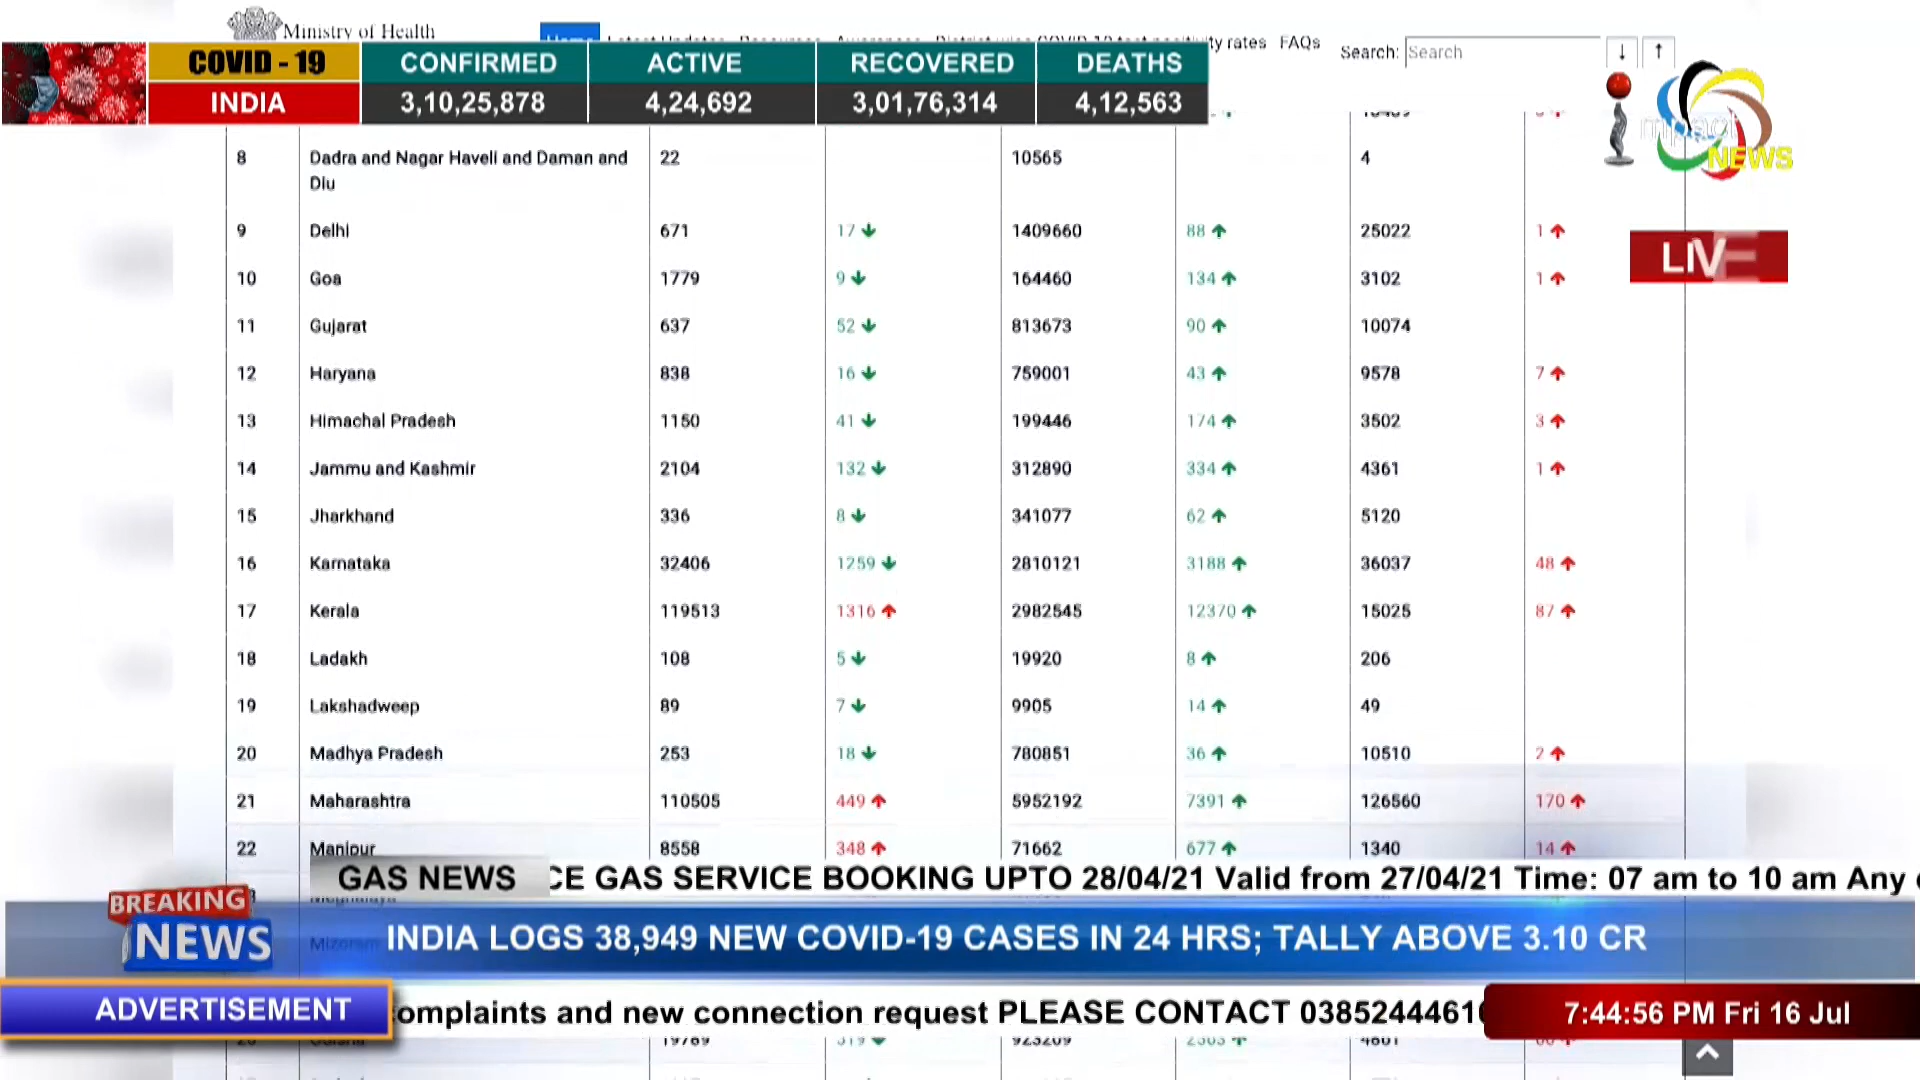 Ministry of Health
ity rates FAQs Search: Search
COVID - 19 CONFIRMED ACTIVE RECOVERED DEATHS
INDIA 3,10,25,878 4,24,692 3,01,76,314 4,12,563
Impact
NEWS
LIVE
8 Dadra and Nagar Haveli and Daman and Diu 22 10565 4
9 Delhi 671 17 ↓ 1409660 88 ↑ 25022 1 ↑
10 Goa 1779 9 ↓ 164460 134 ↑ 3102 1 ↑
11 Gujarat 637 52 ↓ 813673 90 ↑ 10074
12 Haryana 838 16 ↓ 759001 43 ↑ 9578 7 ↑
13 Himachal Pradesh 1150 41 ↓ 199446 174 ↑ 3502 3 ↑
14 Jammu and Kashmir 2104 132 ↓ 312890 334 ↑ 4361 1 ↑
15 Jharkhand 336 8 ↓ 341077 62 ↑ 5120
16 Karnataka 32406 1259 ↓ 2810121 3188 ↑ 36037 48 ↑
17 Kerala 119513 1316 ↑ 2982545 12370 ↑ 15025 87 ↑
18 Ladakh 108 5 ↓ 19920 8 ↑ 206
19 Lakshadweep 89 7 ↓ 9905 14 ↑ 49
20 Madhya Pradesh 253 18 ↓ 780851 36 ↑ 10510 2 ↑
21 Maharashtra 110505 449 ↑ 5952192 7391 ↑ 126560 170 ↑
22 Manipur 8558 348 ↑ 71662 677 ↑ 1340 14 ↑
GAS NEWS CE GAS SERVICE BOOKING UPTO 28/04/21 Valid from 27/04/21 Time: 07 am to 10 am Any
BREAKING NEWS
Mizoram
INDIA LOGS 38,949 NEW COVID-19 CASES IN 24 HRS; TALLY ABOVE 3.10 CR
ADVERTISEMENT omplaints and new connection request PLEASE CONTACT 0385244461
7:44:56 PM Fri 16 Jul